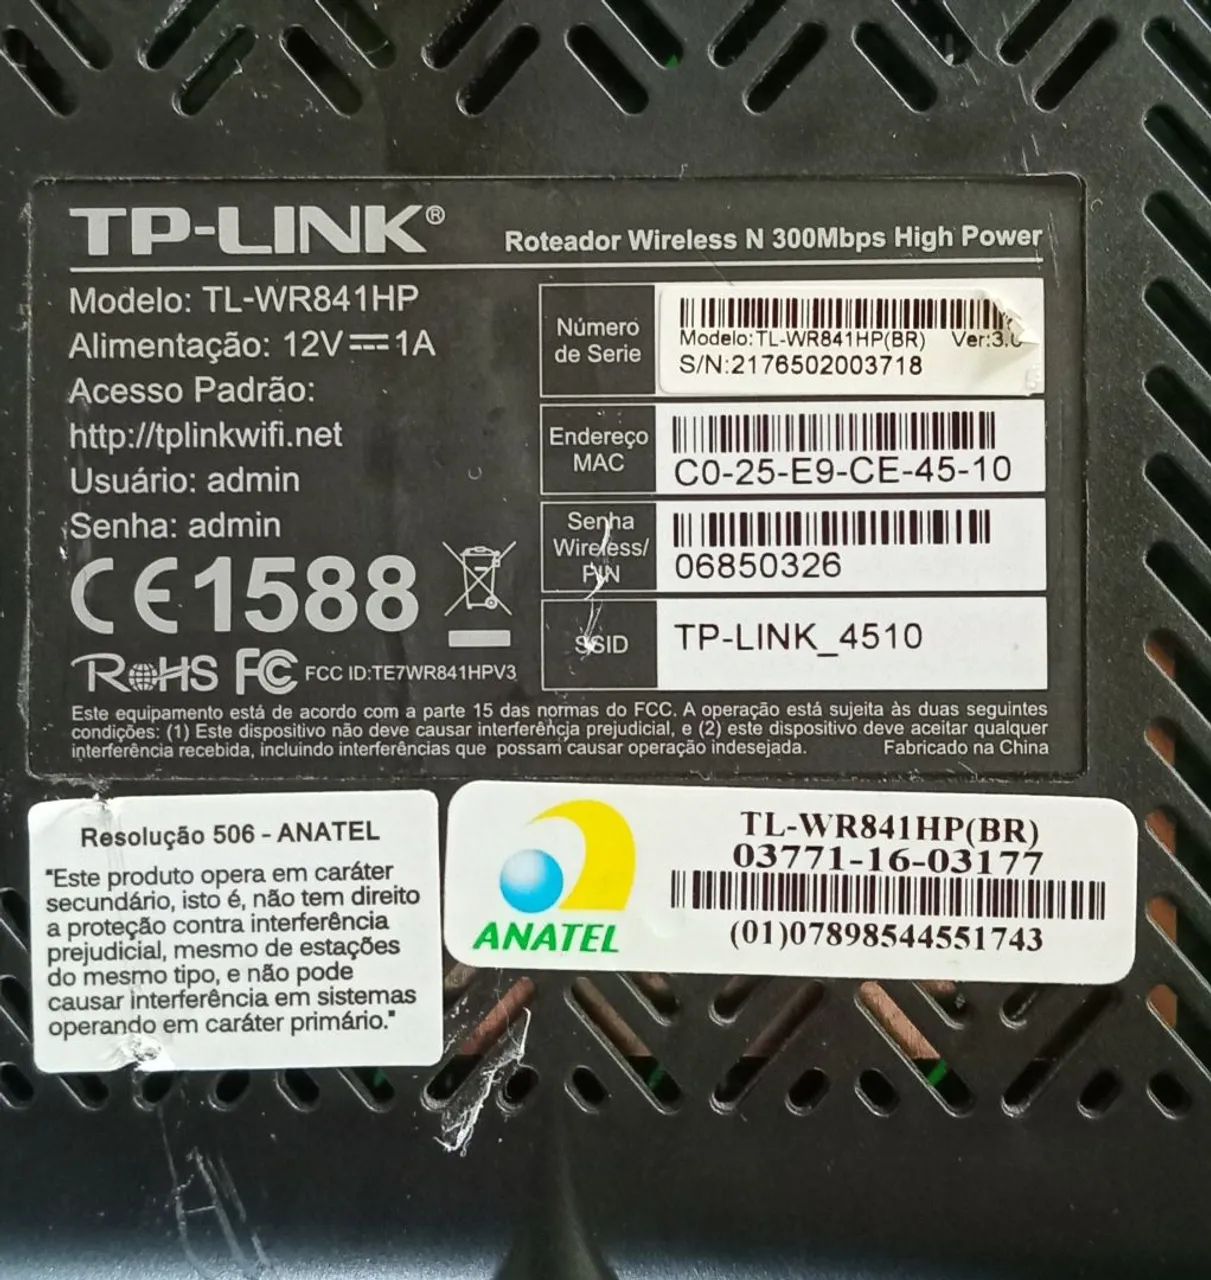 TP-LINK®
Roteador Wireless N 300Mbps High Power
Modelo: TL-WR841HP
Alimentação: 12V⎓1A
Acesso Padrão:
http://tplinkwifi.net
Usuário: admin
Senha: admin
CE1588
RoHS FC FCC ID:TE7WR841HPV3
Número
de Serie
Modelo:TL-WR841HP(BR) Ver:3.0
S/N:2176502003718
Endereço
MAC
C0-25-E9-CE-45-10
Senha
Wireless/
PIN
06850326
SSID
TP-LINK_4510
Este equipamento está de acordo com a parte 15 das normas do FCC. A operação está sujeita às duas seguintes
condições: (1) Este dispositivo não deve causar interferência prejudicial, e (2) este dispositivo deve aceitar qualquer
interferência recebida, incluindo interferências que possam causar operação indesejada. Fabricado na China
Resolução 506 - ANATEL
"Este produto opera em caráter
secundário, isto é, não tem direito
a proteção contra interferência
prejudicial, mesmo de estações
do mesmo tipo, e não pode
causar interferência em sistemas
operando em caráter primário."
ANATEL
TL-WR841HP(BR)
03771-16-03177
(01)07898544551743